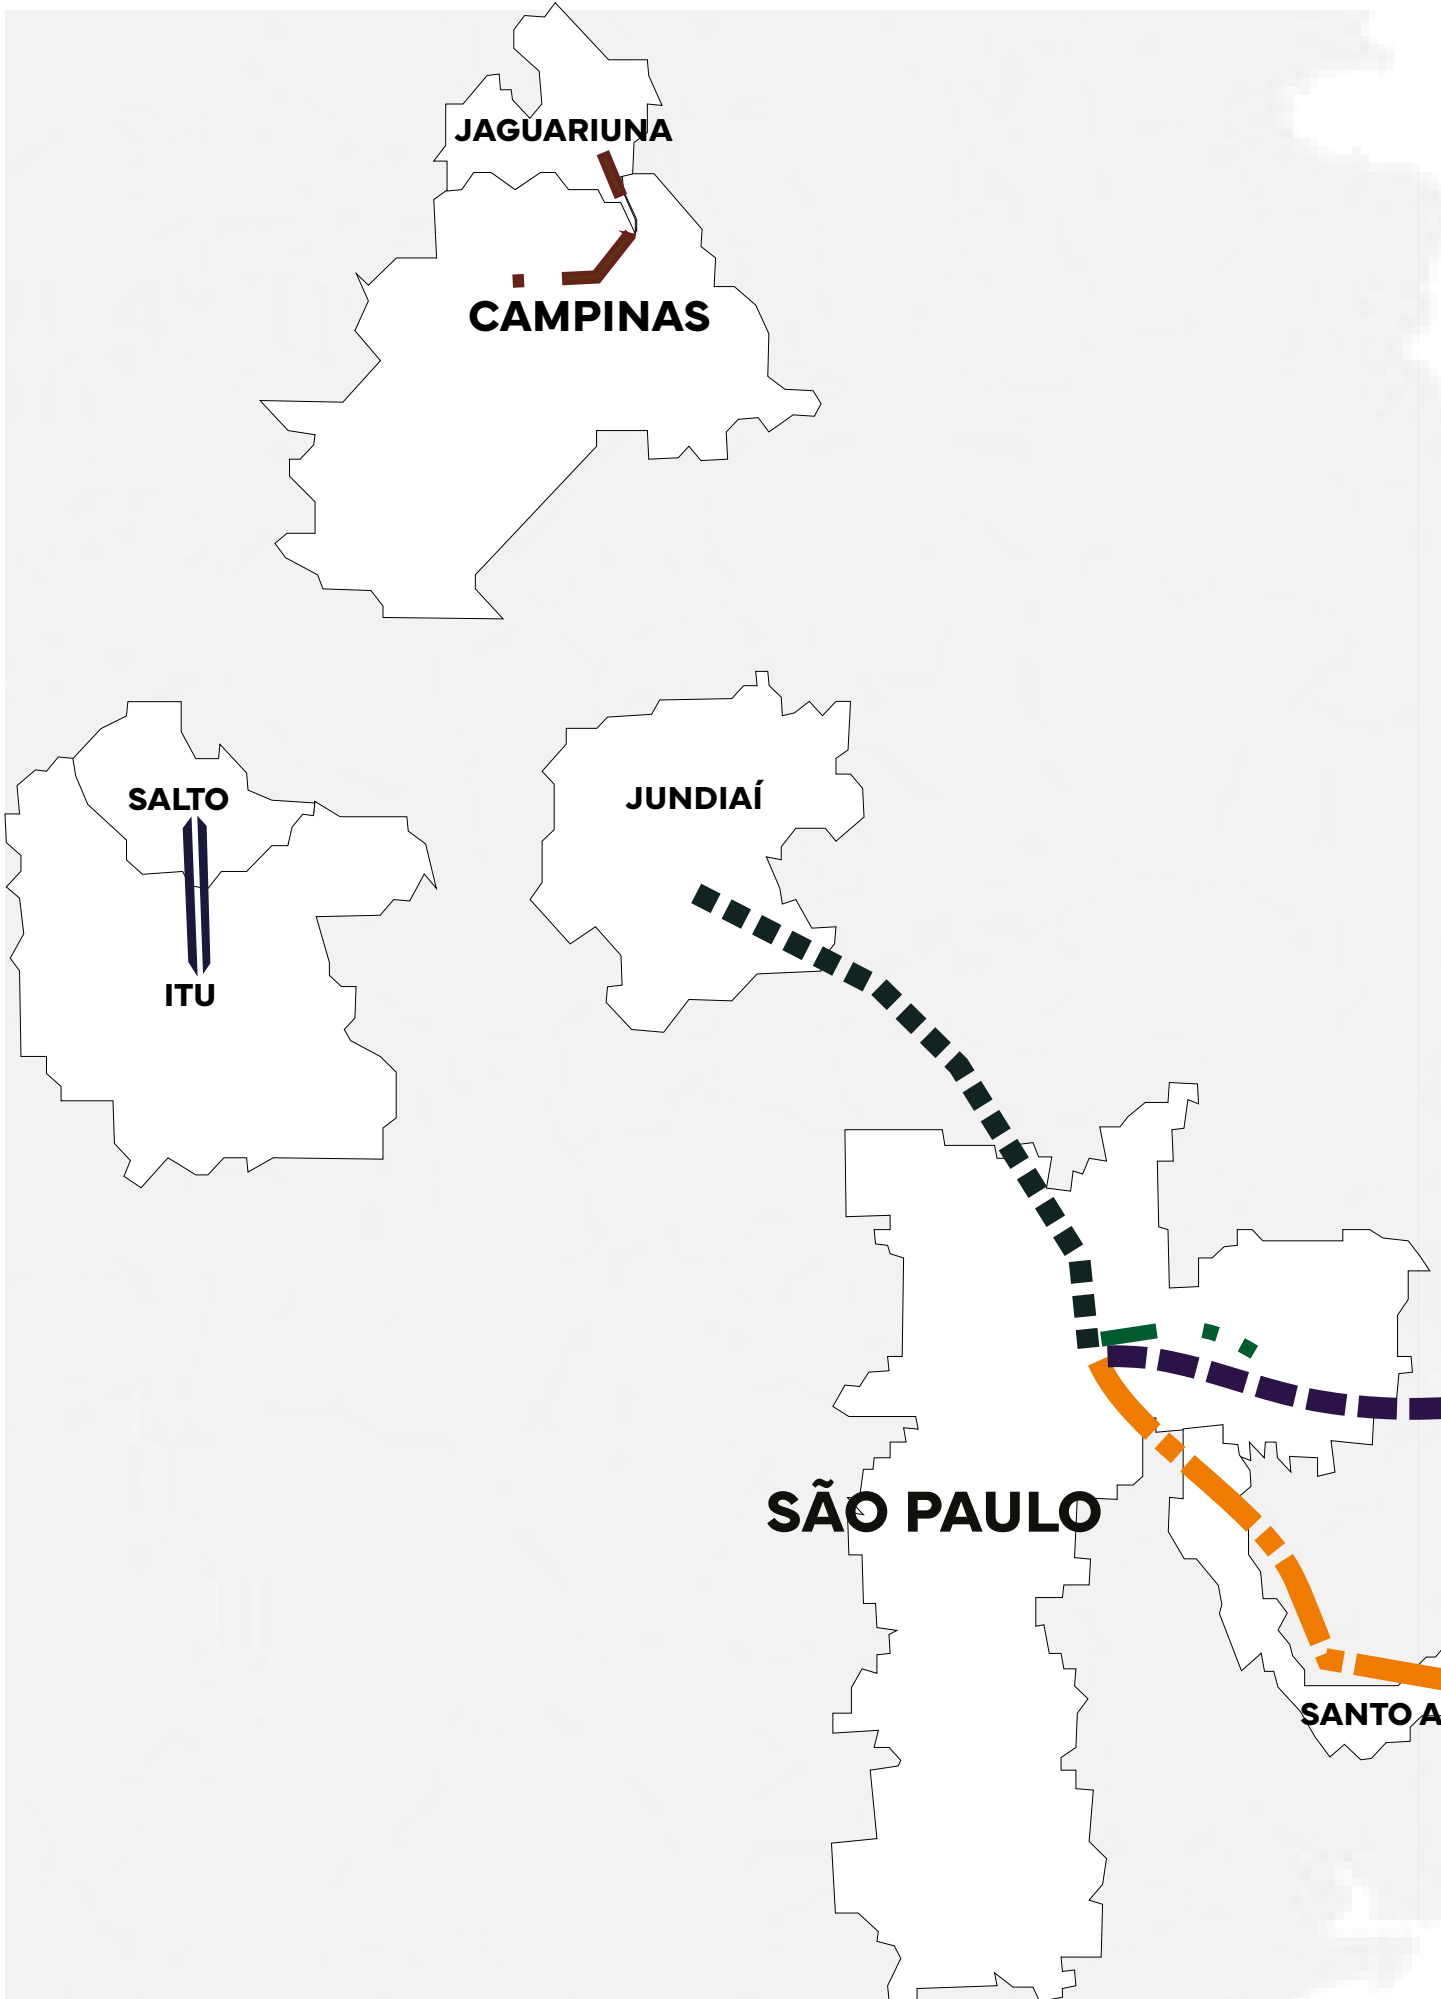 JAGUARIUNA
CAMPINAS
SALTO
JUNDIAÍ
ITU
SÃO PAULO
SANTO A